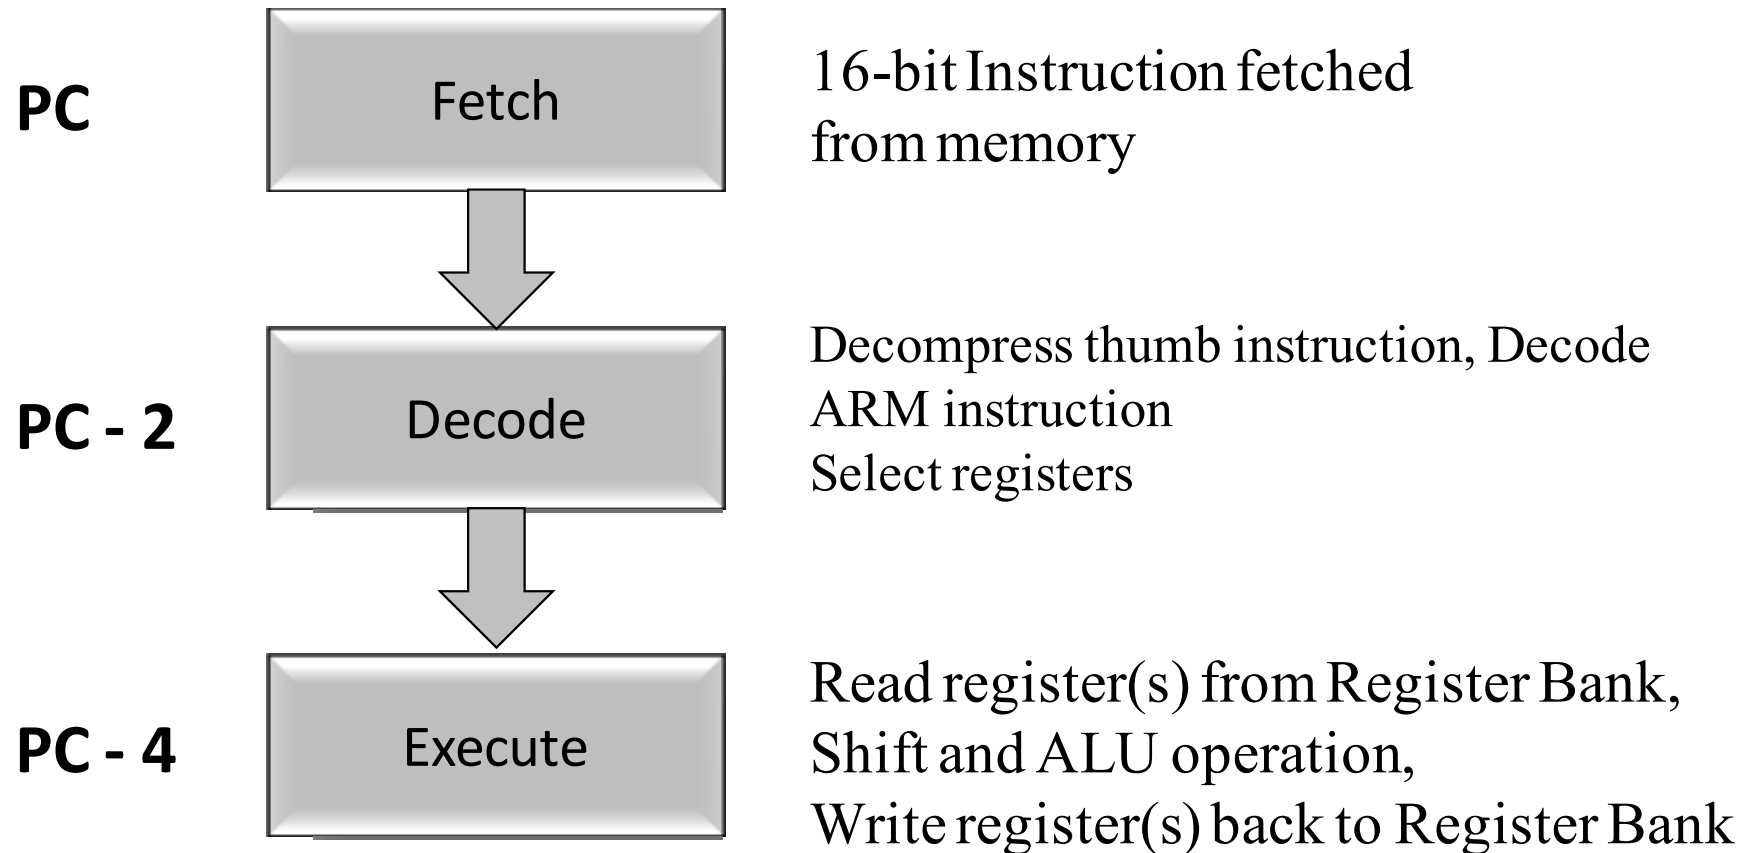 PC
Fetch
16-bit Instruction fetched
from memory
PC - 2
Decode
Decompress thumb instruction, Decode
ARM instruction
Select registers
PC - 4
Execute
Read register(s) from Register Bank,
Shift and ALU operation,
Write register(s) back to Register Bank